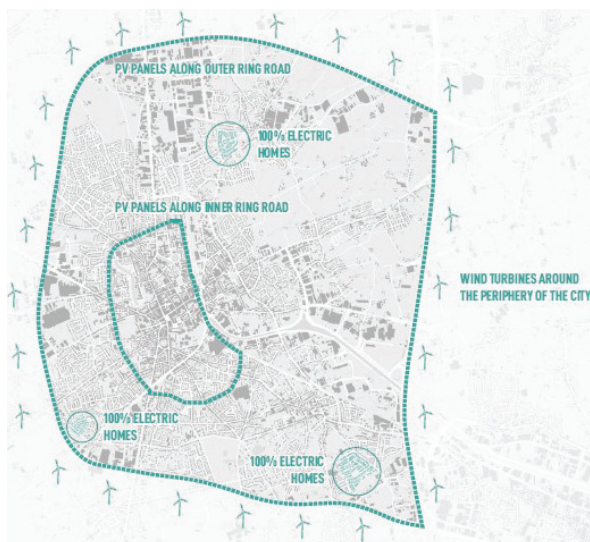 PV PANELS ALONG OUTER RING ROAD
100% ELECTRIC
HOMES
PV PANELS ALONG INNER RING ROAD
WIND TURBINES AROUND
THE PERIPHERY OF THE CITY
100% ELECTRIC
HOMES
100% ELECTRIC
HOMES